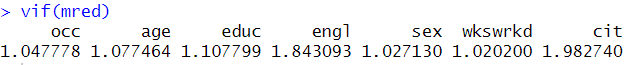 > vif(mred)
occ age educ engl sex wkswrkd cit
1.047778 1.077464 1.107799 1.843093 1.027130 1.020200 1.982740